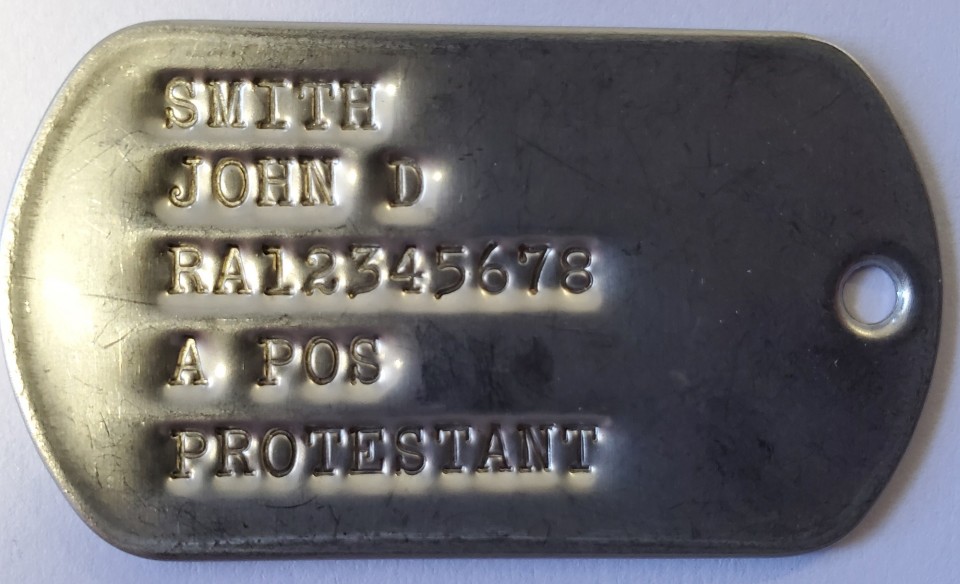 SMITH
JOHN D
RA12345678
A POS
PROTESTANT